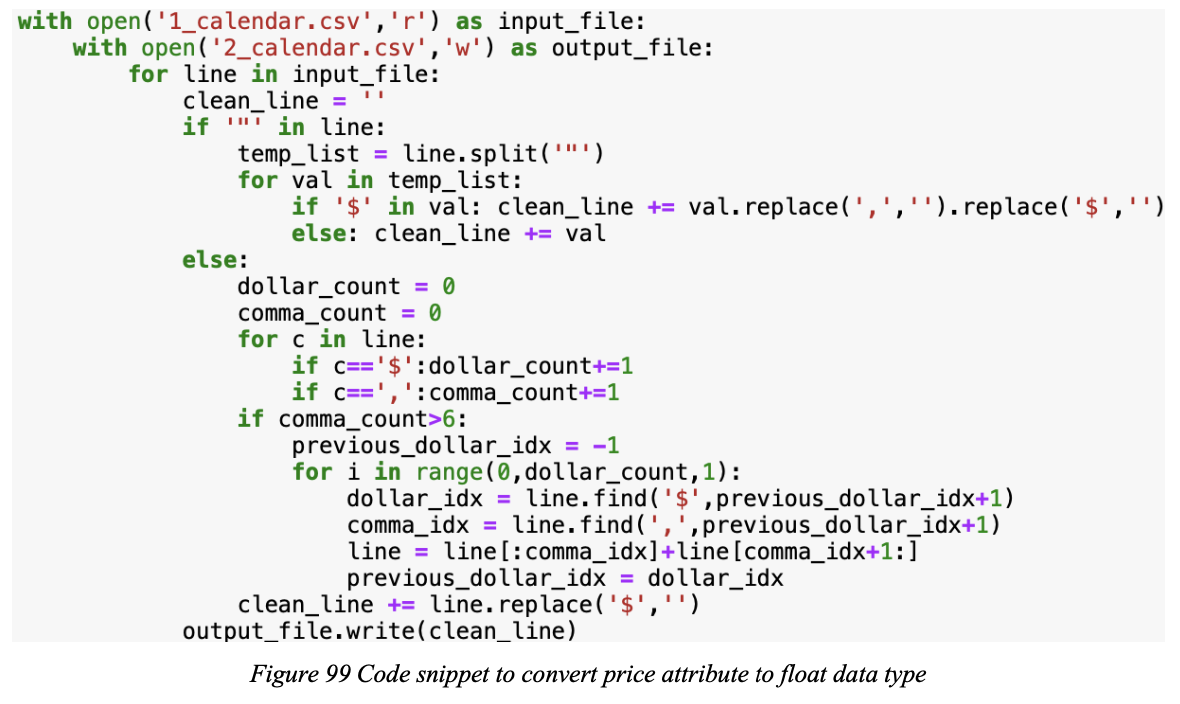 with open('1_calendar.csv','r') as input_file:
    with open('2_calendar.csv','w') as output_file:
        for line in input_file:
            clean_line = ''
            if '"' in line:
                temp_list = line.split('"')
                for val in temp_list:
                    if '$' in val: clean_line += val.replace(',','').replace('$','')
                    else: clean_line += val
            else:
                dollar_count = 0
                comma_count = 0
                for c in line:
                    if c=='$':dollar_count+=1
                    if c==',':comma_count+=1
                if comma_count>6:
                    previous_dollar_idx = -1
                    for i in range(0,dollar_count,1):
                        dollar_idx = line.find('$',previous_dollar_idx+1)
                        comma_idx = line.find(',',previous_dollar_idx+1)
                        line = line[:comma_idx]+line[comma_idx+1:]
                        previous_dollar_idx = dollar_idx
                clean_line += line.replace('$','')
            output_file.write(clean_line)
Figure 99 Code snippet to convert price attribute to float data type